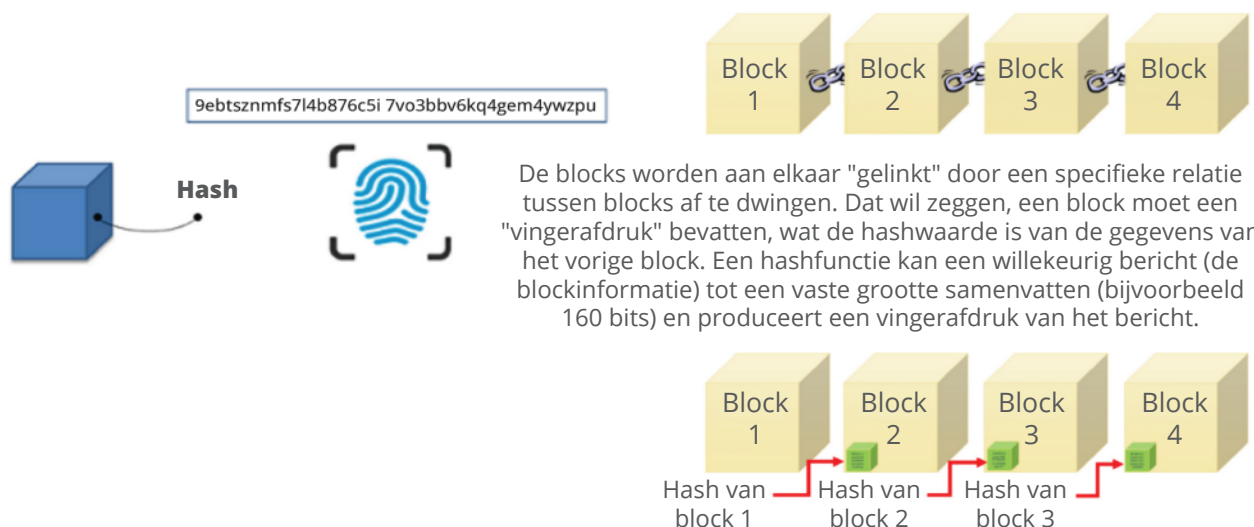 Block
1
Block
2
Block
3
Block
4
9ebtsznmfs7l4b876c5i 7vo3bbv6kq4gem4ywzpu
Hash
De blocks worden aan elkaar "gelinkt" door een specifieke relatie
tussen blocks af te dwingen. Dat wil zeggen, een block moet een
"vingerafdruk" bevatten, wat de hashwaarde is van de gegevens van
het vorige block. Een hashfunctie kan een willekeurig bericht (de
blockinformatie) tot een vaste grootte samenvatten (bijvoorbeeld
160 bits) en produceert een vingerafdruk van het bericht.
Block
1
Block
2
Block
3
Block
4
Hash van
block 1
Hash van
block 2
Hash van
block 3